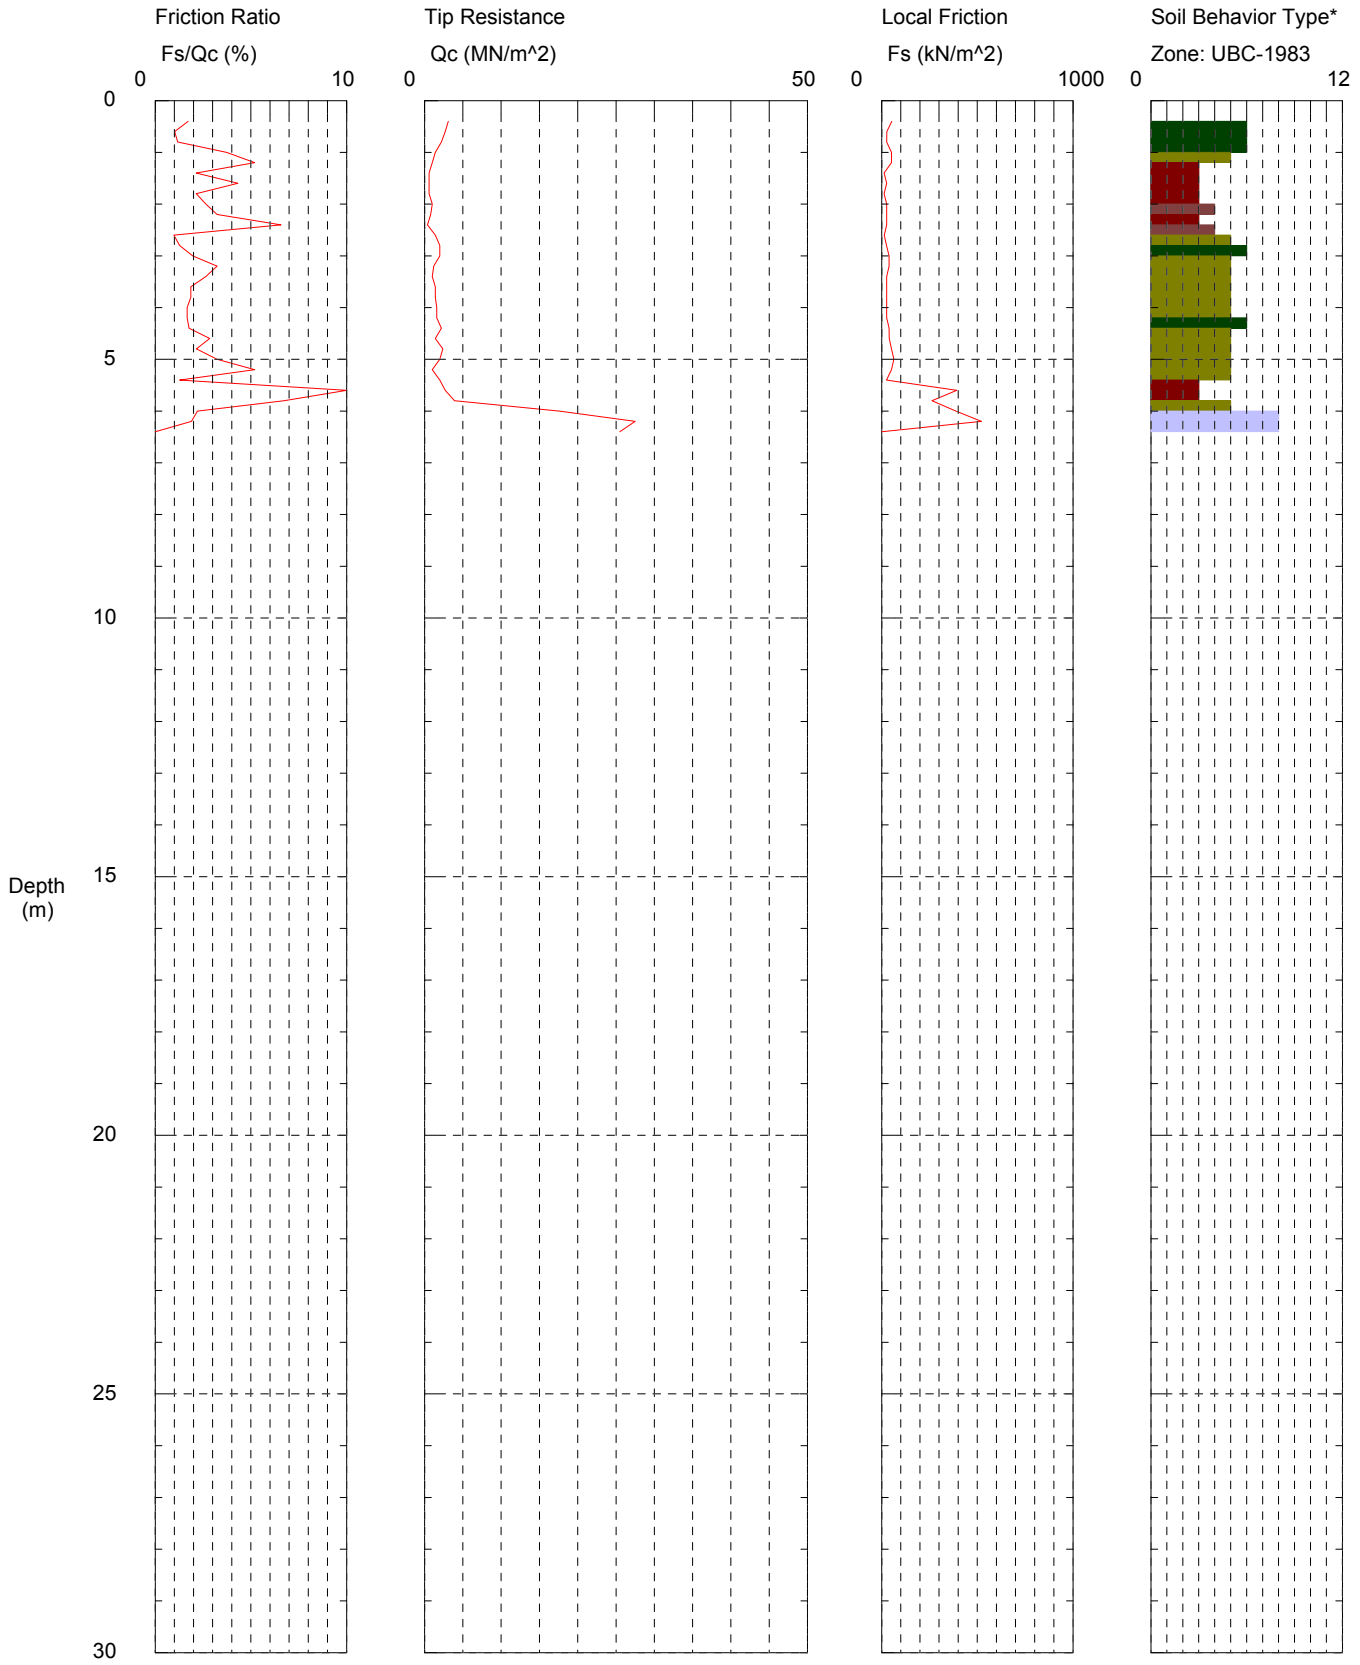 Friction Ratio
Fs/Qc (%)
0 10
Tip Resistance
Qc (MN/m^2)
0 50
Local Friction
Fs (kN/m^2)
0 1000
Soil Behavior Type*
Zone: UBC-1983
0 12
0
5
10
15
20
25
30
Depth
(m)